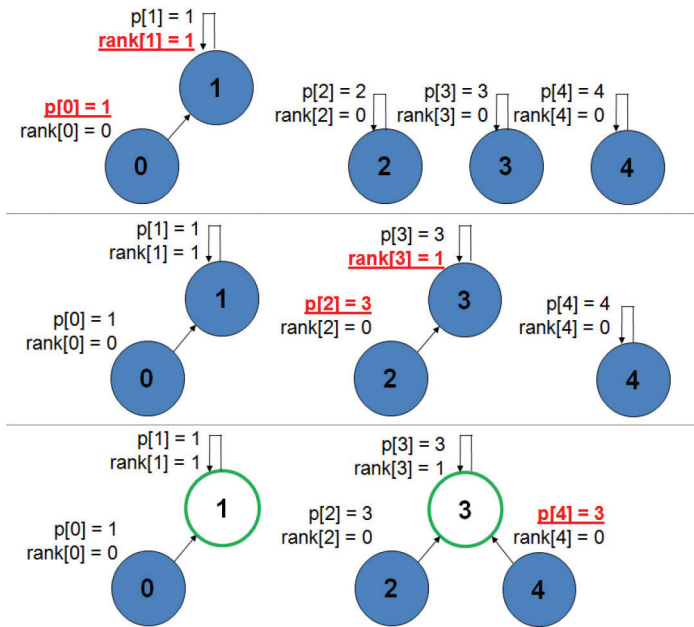 p[1] = 1
rank[1] = 1
1
p[0] = 1
rank[0] = 0
0
p[2] = 2
rank[2] = 0
2
p[3] = 3
rank[3] = 0
3
p[4] = 4
rank[4] = 0
4
p[1] = 1
rank[1] = 1
1
p[0] = 1
rank[0] = 0
0
p[3] = 3
rank[3] = 1
3
p[2] = 3
rank[2] = 0
2
p[4] = 4
rank[4] = 0
4
p[1] = 1
rank[1] = 1
1
p[0] = 1
rank[0] = 0
0
p[3] = 3
rank[3] = 1
3
p[2] = 3
rank[2] = 0
2
p[4] = 3
rank[4] = 0
4